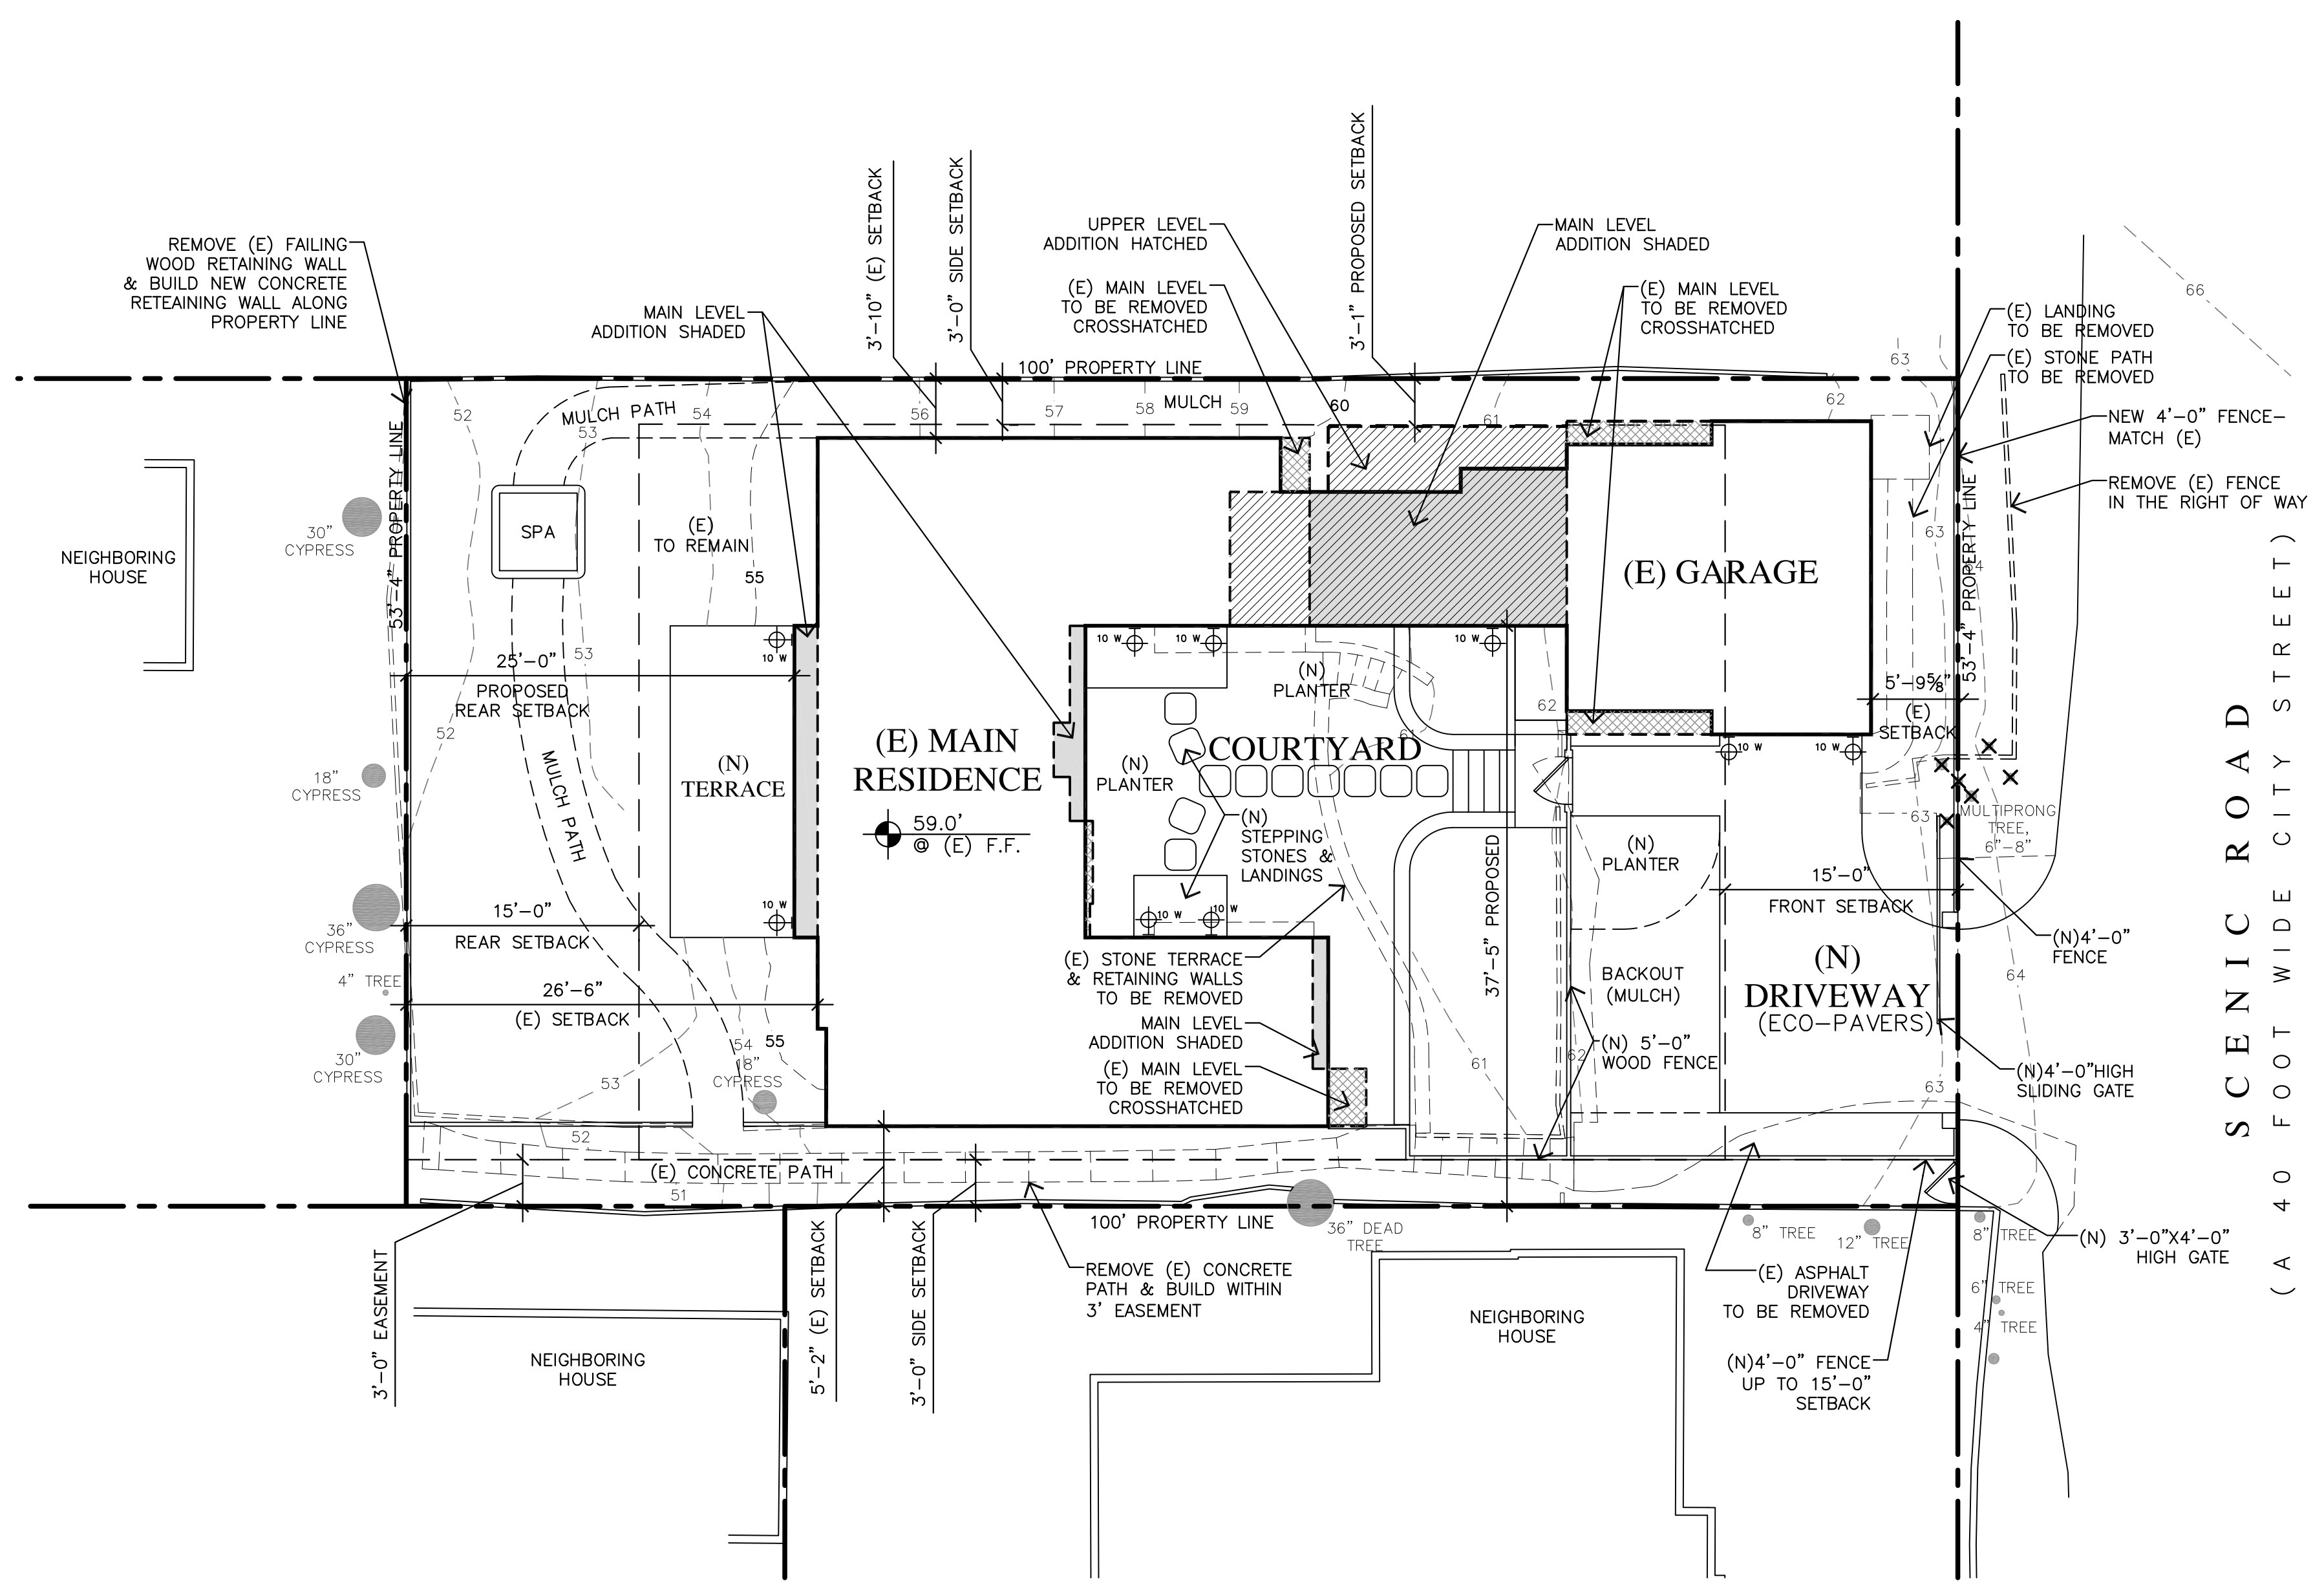 REMOVE (E) FAILING
WOOD RETAINING WALL
& BUILD NEW CONCRETE
RETEAINING WALL ALONG
PROPERTY LINE
MAIN LEVEL
ADDITION SHADED
3'-10" (E) SETBACK
3'-0" SIDE SETBACK
UPPER LEVEL
ADDITION HATCHED
(E) MAIN LEVEL
TO BE REMOVED
CROSSHATCHED
3'-1" PROPOSED SETBACK
MAIN LEVEL
ADDITION SHADED
(E) MAIN LEVEL
TO BE REMOVED
CROSSHATCHED
66
63
(E) LANDING
TO BE REMOVED
(E) STONE PATH
TO BE REMOVED
NEW 4'-0" FENCE-
MATCH (E)
REMOVE (E) FENCE
IN THE RIGHT OF WAY
100' PROPERTY LINE
52
MULCH PATH
53
54
56
57
58
MULCH
59
60
61
62
53'-4" PROPERTY LINE
30"
CYPRESS
NEIGHBORING
HOUSE
SPA
(E)
TO REMAIN
55
(E) GARAGE
63
64
53'-4" PROPERTY LINE
10 W
10 W
10 W
10 W
53
25'-0"
PROPOSED
REAR SETBACK
52
(N)
PLANTER
62
61
5'-9⅝"
(E)
SETBACK
18"
CYPRESS
MULCH PATH
(N)
TERRACE
(E) MAIN
RESIDENCE
59.0'
@ (E) F.F.
(N)
PLANTER
COURTYARD
10 W
10 W
(N)
STEPPING
STONES &
LANDINGS
(N)
PLANTER
63
MULTIPRONG
TREE,
6"-8"
15'-0"
FRONT SETBACK
36"
CYPRESS
15'-0"
REAR SETBACK
10 W
10 W
10 W
37'-5" PROPOSED
4" TREE
26'-6"
(E) SETBACK
(E) STONE TERRACE
& RETAINING WALLS
TO BE REMOVED
MAIN LEVEL
ADDITION SHADED
(E) MAIN LEVEL
TO BE REMOVED
CROSSHATCHED
BACKOUT
(MULCH)
(N)
DRIVEWAY
(ECO-PAVERS)
(N)4'-0"
FENCE
64
(N) 5'-0"
WOOD FENCE
61
62
63
(N)4'-0"HIGH
SLIDING GATE
30"
CYPRESS
53
54
55
18"
CYPRESS
52
51
(E) CONCRETE PATH
100' PROPERTY LINE
36" DEAD
TREE
8" TREE
12" TREE
8" TREE
6" TREE
4" TREE
(N) 3'-0"X4'-0"
HIGH GATE
3'-0" EASEMENT
5'-2" (E) SETBACK
3'-0" SIDE SETBACK
REMOVE (E) CONCRETE
PATH & BUILD WITHIN
3' EASEMENT
(E) ASPHALT
DRIVEWAY
TO BE REMOVED
(N)4'-0" FENCE
UP TO 15'-0"
SETBACK
NEIGHBORING
HOUSE
NEIGHBORING
HOUSE
SCENIC ROAD
(A 40 FOOT WIDE CITY STREET)